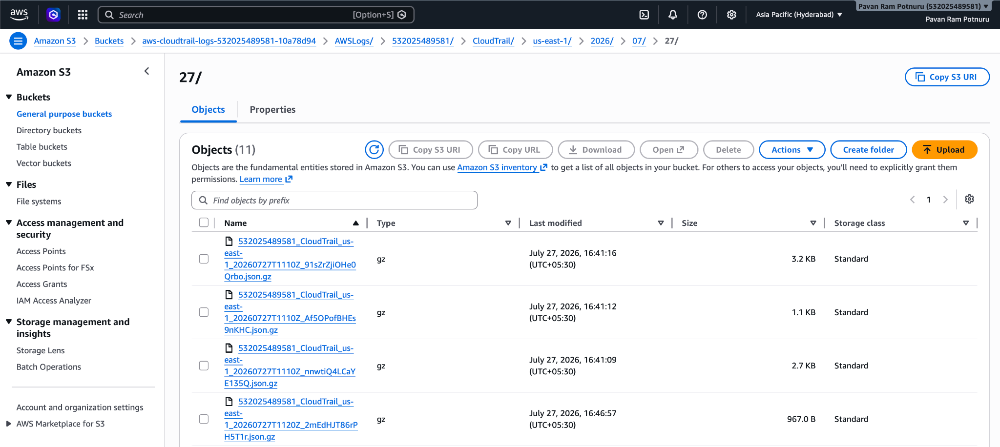 aws
Search [Option+S]
Asia Pacific (Hyderabad) ▼
Pavan Ram Potnuru (532025489581) ▼
Pavan Ram Potnuru
Amazon S3 > Buckets > aws-cloudtrail-logs-532025489581-10a78d94 > AWSLogs/ > 532025489581/ > CloudTrail/ > us-east-1/ > 2026/ > 07/ > 27/
Amazon S3
Buckets
General purpose buckets
Directory buckets
Table buckets
Vector buckets
Files
File systems
Access management and
security
Access Points
Access Points for FSx
Access Grants
IAM Access Analyzer
Storage management and
insights
Storage Lens
Batch Operations
Account and organization settings
AWS Marketplace for S3
27/
Copy S3 URI
Objects Properties
Objects (11)
Copy S3 URI Copy URL Download Open Delete Actions Create folder Upload
Objects are the fundamental entities stored in Amazon S3. You can use Amazon S3 inventory to get a list of all objects in your bucket. For others to access your objects, you'll need to explicitly grant them
permissions. Learn more
Find objects by prefix
1
Name Type Last modified Size Storage class
532025489581_CloudTrail_us-
east-
1_20260727T1110Z_91sZrZjiOHe0
Qrbo.json.gz
gz
July 27, 2026, 16:41:16
(UTC+05:30)
3.2 KB
Standard
532025489581_CloudTrail_us-
east-
1_20260727T1110Z_Af5OPofBHEs
9nKHC.json.gz
gz
July 27, 2026, 16:41:12
(UTC+05:30)
1.1 KB
Standard
532025489581_CloudTrail_us-
east-
1_20260727T1110Z_nnwtiQ4LCaY
E135Q.json.gz
gz
July 27, 2026, 16:41:09
(UTC+05:30)
2.7 KB
Standard
532025489581_CloudTrail_us-
east-
1_20260727T1120Z_2mEdHJT86rP
H5T1r.json.gz
gz
July 27, 2026, 16:46:57
(UTC+05:30)
967.0 B
Standard